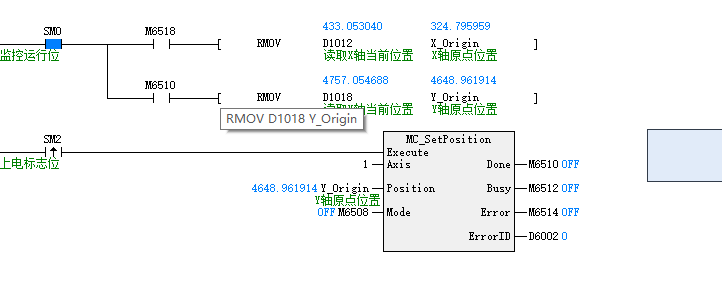 433.053040 324.795959
SM0 M6518 [ RMOV D1012 X_Origin ]
监控运行位 读取X轴当前位置 X轴原点位置
4757.054688 4648.961914
M6510 [ RMOV D1018 Y_Origin ]
读取X轴当前位置 Y轴原点位置
RMOV D1018 Y_Origin
SM2 MC_SetPosition
上电标志位 Execute
1 Axis Done M6510 OFF
4648.961914 Y_Origin Position Busy M6512 OFF
Y轴原点位置
OFF M6508 Mode Error M6514 OFF
ErrorID D6002 0